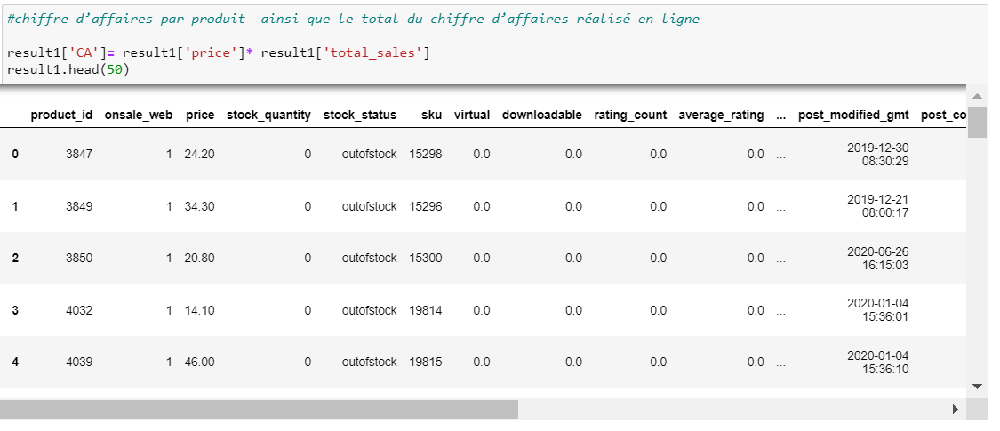 #chiffre d’affaires par produit  ainsi que le total du chiffre d’affaires réalisé en ligne
result1['CA']= result1['price']* result1['total_sales']
result1.head(50)
product_id onsale_web price stock_quantity stock_status sku virtual downloadable rating_count average_rating ... post_modified_gmt post_co
0 3847 1 24.20 0 outofstock 15298 0.0 0.0 0.0 0.0 ... 2019-12-30
08:30:29
1 3849 1 34.30 0 outofstock 15296 0.0 0.0 0.0 0.0 ... 2019-12-21
08:00:17
2 3850 1 20.80 0 outofstock 15300 0.0 0.0 0.0 0.0 ... 2020-06-26
16:15:03
3 4032 1 14.10 0 outofstock 19814 0.0 0.0 0.0 0.0 ... 2020-01-04
15:36:01
4 4039 1 46.00 0 outofstock 19815 0.0 0.0 0.0 0.0 ... 2020-01-04
15:36:10